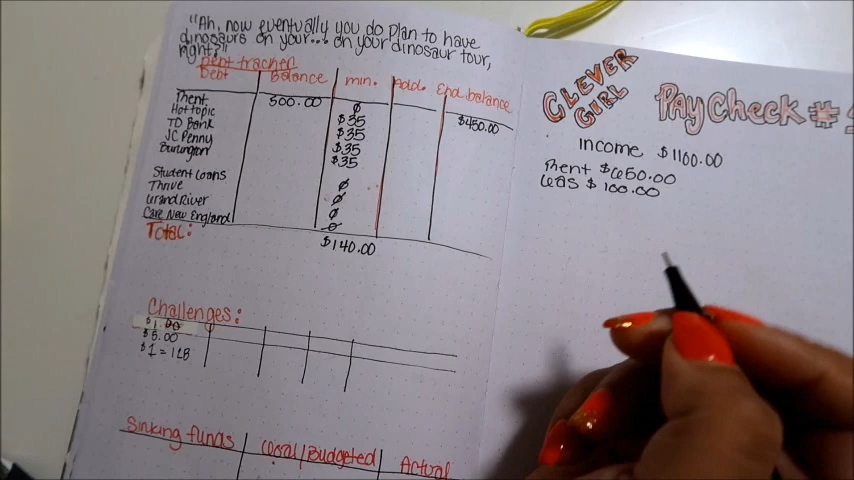 "Ah, now eventually you do plan to have
dinosaurs on your... on your dinosaur tour,
right?"
Debt tracker
Debt Balance min. Add. End. balance
Rent 500.00 ∅ $450.00
Hot topic $35
TD Bank $35
JC Penny $35
Burlington $35
Student Loans ∅
Thrive ∅
Grand River ∅
Care New England ∅
Total: $140.00
Challenges:
$1.00
$5.00
$1 = 1LB
Sinking funds Goal/Budgeted Actual
CLEVER
GIRL
PayCheck #
Income $1100.00
Rent $650.00
Gas $100.00